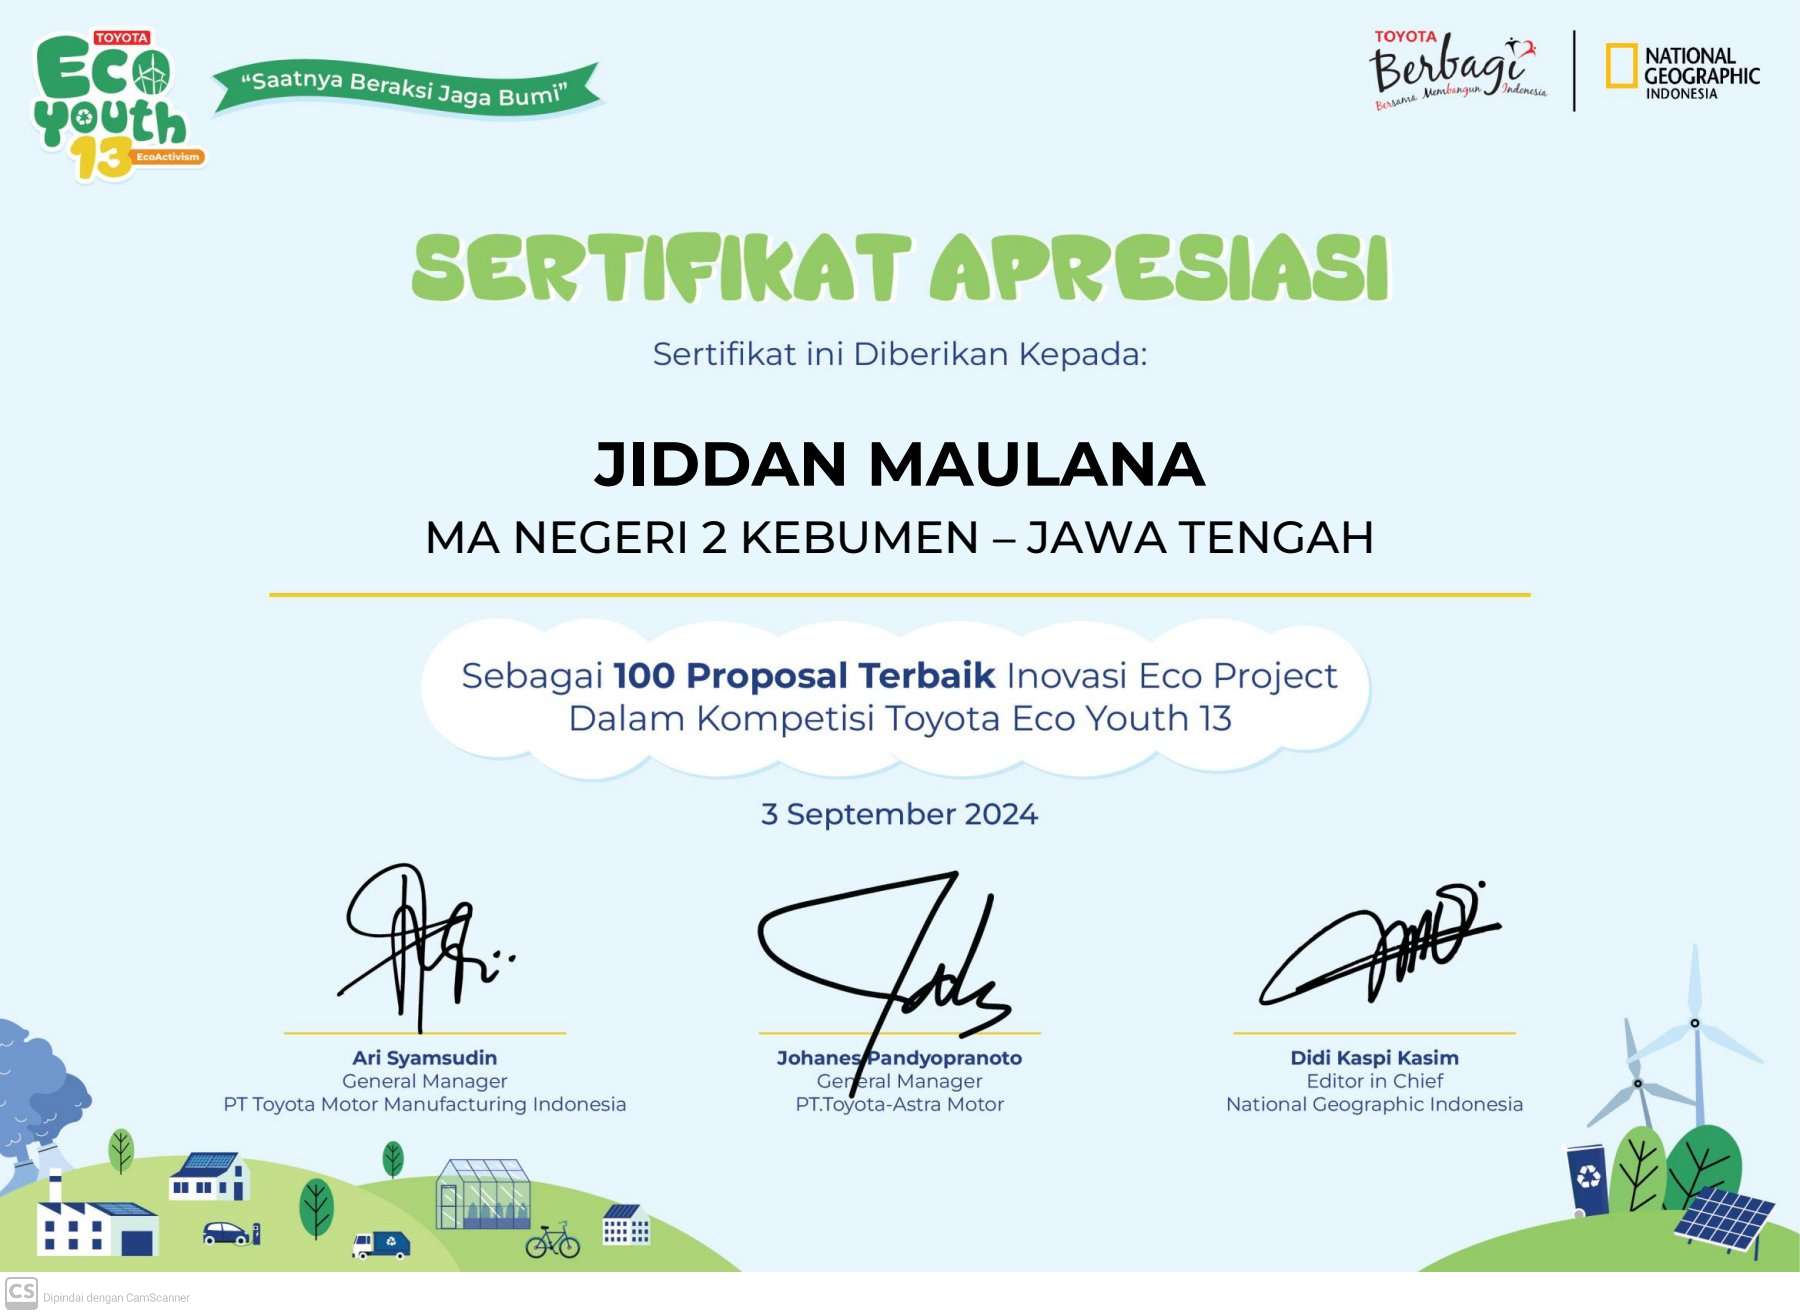 TOYOTA
Eco
Youth
13 EcoActivism
"Saatnya Beraksi Jaga Bumi"
TOYOTA
Berbagi
Bersama Membangun Indonesia
NATIONAL
GEOGRAPHIC
INDONESIA
SERTIFIKAT APRESIASI
Sertifikat ini Diberikan Kepada:
JIDDAN MAULANA
MA NEGERI 2 KEBUMEN – JAWA TENGAH
Sebagai 100 Proposal Terbaik Inovasi Eco Project
Dalam Kompetisi Toyota Eco Youth 13
3 September 2024
Ari Syamsudin
General Manager
PT Toyota Motor Manufacturing Indonesia
Johanes Pandyopranoto
General Manager
PT.Toyota-Astra Motor
Didi Kaspi Kasim
Editor in Chief
National Geographic Indonesia
CS Dipindai dengan CamScanner